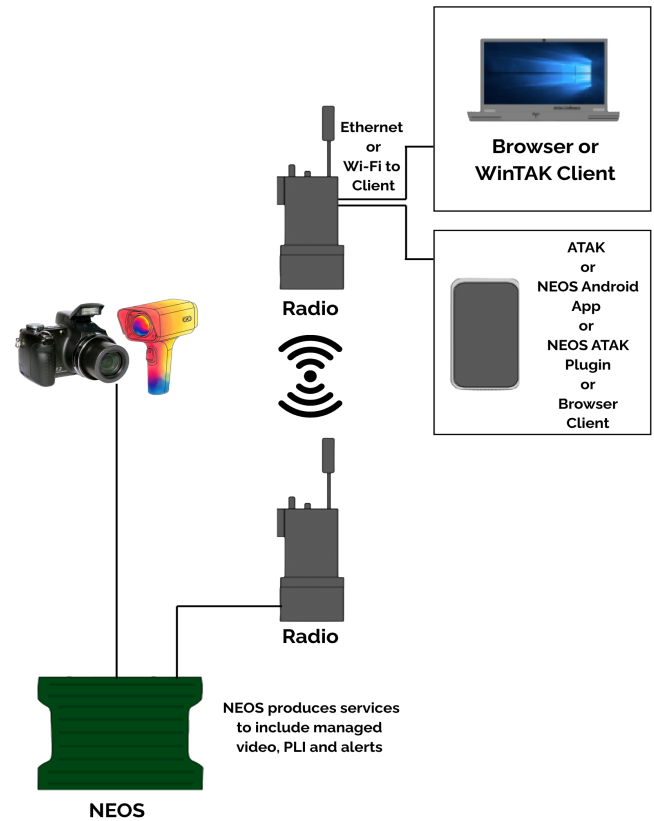 Ethernet
or
Wi-Fi to
Client
Browser or
WinTAK Client
Radio
ATAK
or
NEOS Android
App
or
NEOS ATAK
Plugin
or
Browser
Client
Radio
NEOS produces services
to include managed
video, PLI and alerts
NEOS